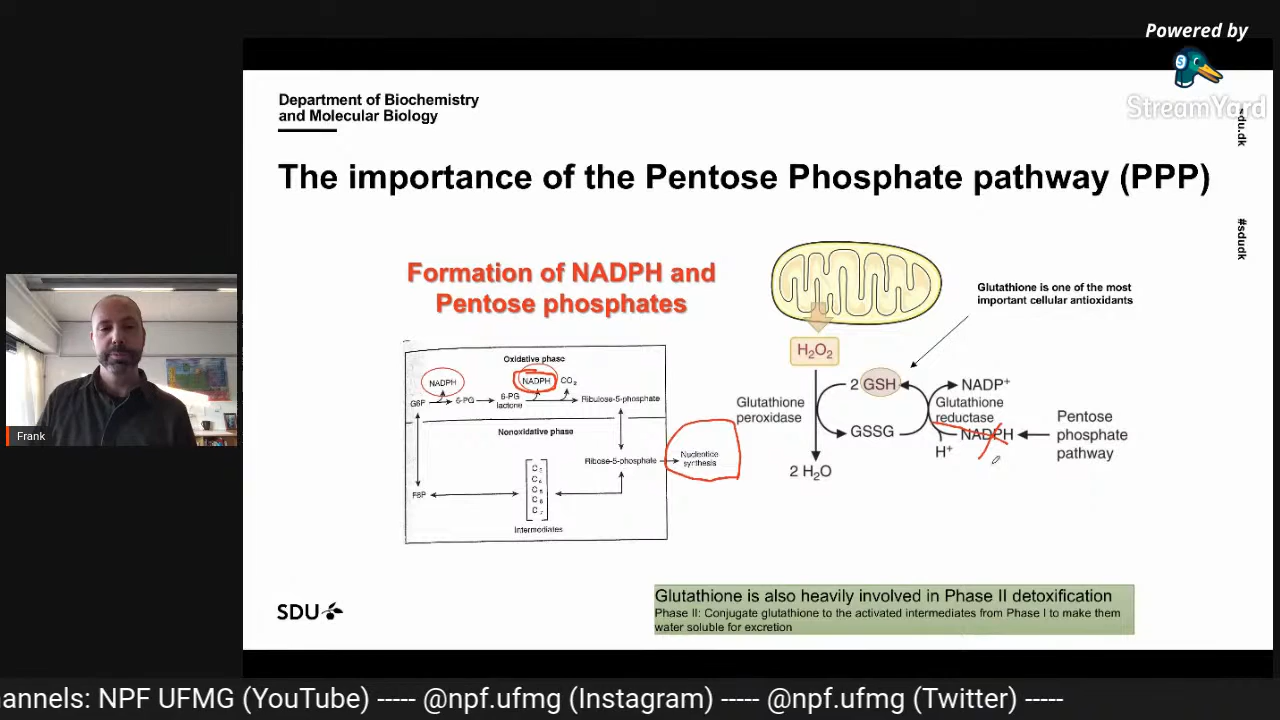 Powered by
StreamYard
Department of Biochemistry
and Molecular Biology
sdu.dk
The importance of the Pentose Phosphate pathway (PPP)
#sdudk
Formation of NADPH and
Pentose phosphates
Glutathione is one of the most
important cellular antioxidants
Oxidative phase
NADPH
NADPH CO₂
G6P 6-PG 6-PG Ribulose-5-phosphate
lactone
Nonoxidative phase
Ribose-5-phosphate
synthesis
F6P
Intermediates
H₂O₂
2 GSH NADP⁺
Glutathione
peroxidase
Glutathione
reductase
GSSG NADPH
H⁺
Pentose
phosphate
pathway
2 H₂O
Glutathione is also heavily involved in Phase II detoxification
Phase II: Conjugate glutathione to the activated intermediates from Phase I to make them
water soluble for excretion
SDU
Frank
hannels: NPF UFMG (YouTube) ----- @npf.ufmg (Instagram) ----- @npf.ufmg (Twitter) -----